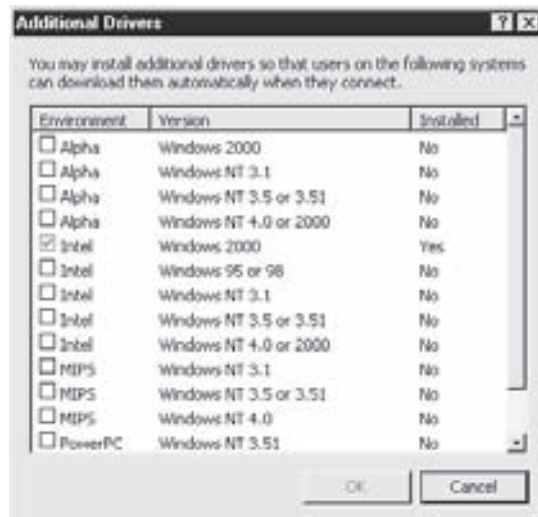 Additional Drivers
You may install additional drivers so that users on the following systems
can download them automatically when they connect.
Environment Version Installed
Alpha Windows 2000 No
Alpha Windows NT 3.1 No
Alpha Windows NT 3.5 or 3.51 No
Alpha Windows NT 4.0 or 2000 No
Intel Windows 2000 Yes
Intel Windows 95 or 98 No
Intel Windows NT 3.1 No
Intel Windows NT 3.5 or 3.51 No
Intel Windows NT 4.0 or 2000 No
MIPS Windows NT 3.1 No
MIPS Windows NT 3.5 or 3.51 No
MIPS Windows NT 4.0 No
PowerPC Windows NT 3.51 No
OK Cancel